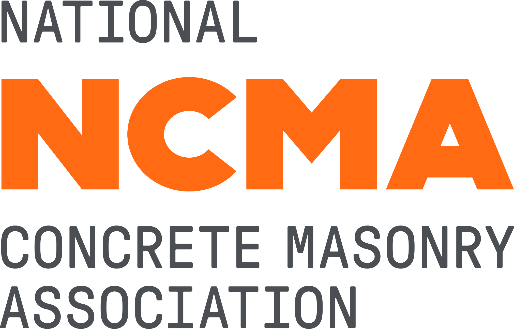 NATIONAL
NCMA
CONCRETE MASONRY
ASSOCIATION